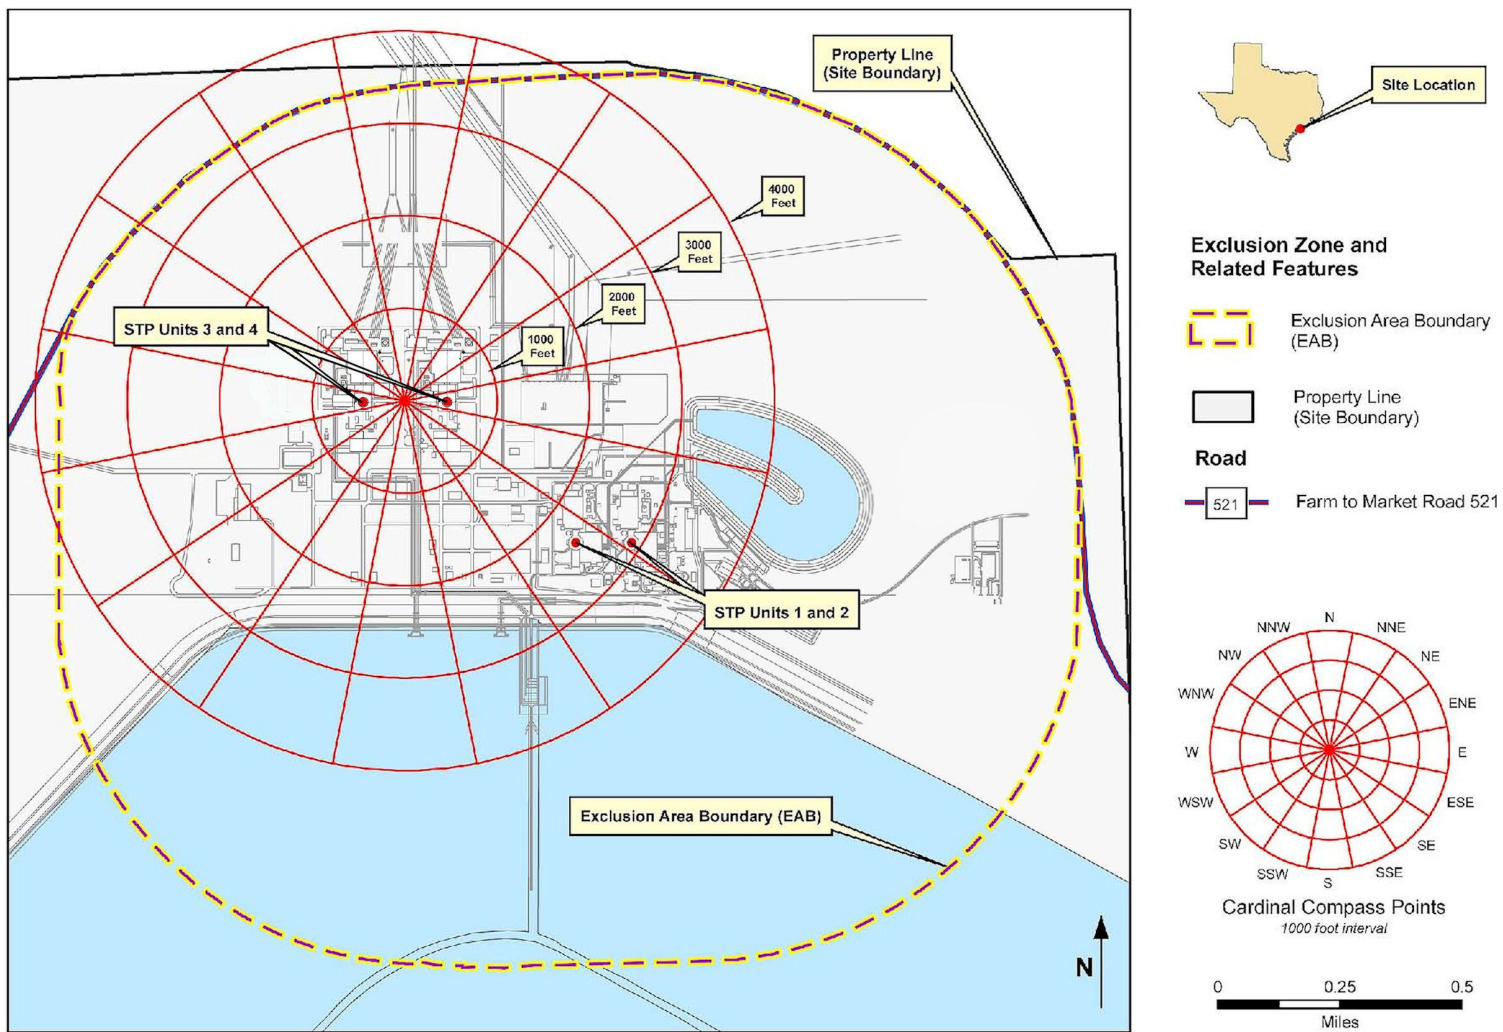 Property Line
(Site Boundary)
Site Location
4000
Feet
3000
Feet
2000
Feet
1000
Feet
STP Units 3 and 4
STP Units 1 and 2
Exclusion Area Boundary (EAB)
N
Exclusion Zone and
Related Features
Exclusion Area Boundary
(EAB)
Property Line
(Site Boundary)
Road
521
Farm to Market Road 521
N
NNW
NNE
NW
NE
WNW
ENE
W
E
WSW
ESE
SW
SE
SSW
SSE
S
Cardinal Compass Points
1000 foot interval
0
0.25
0.5
Miles